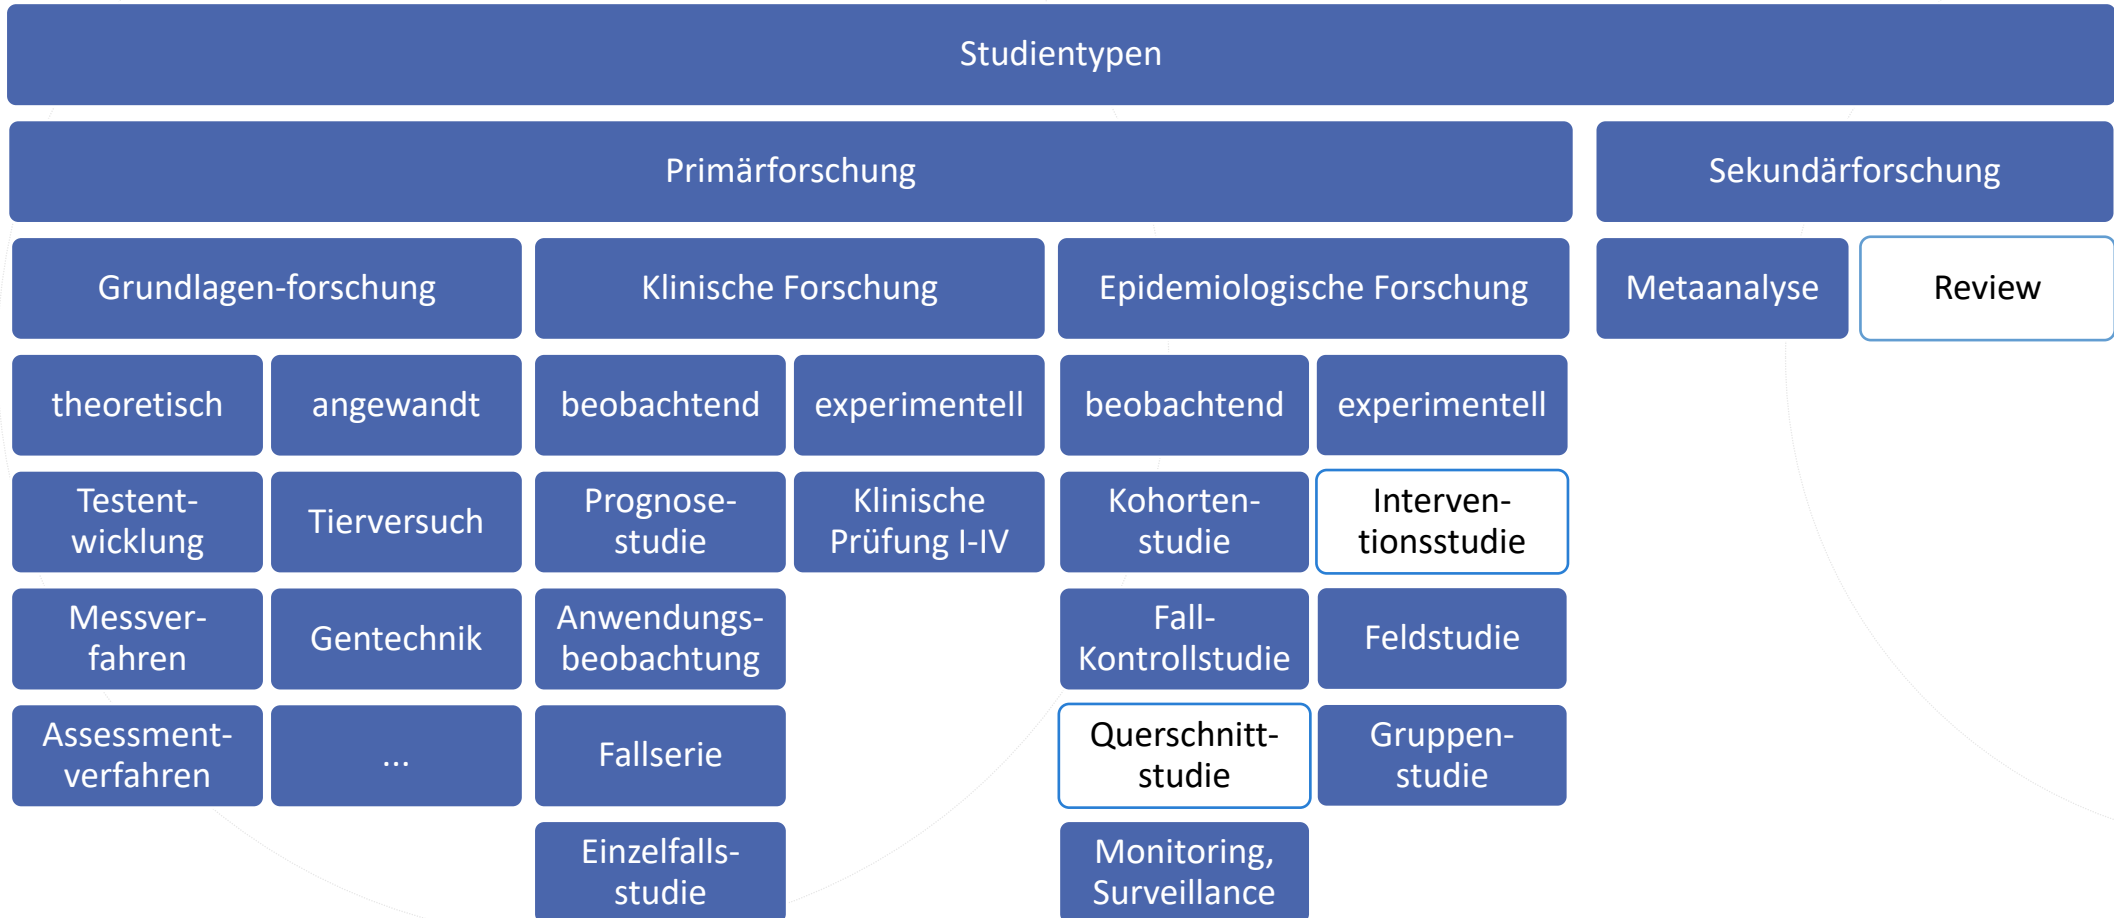 Studientypen
Primärforschung
Sekundärforschung
Grundlagen-forschung
Klinische Forschung
Epidemiologische Forschung
Metaanalyse
Review
theoretisch
angewandt
beobachtend
experimentell
beobachtend
experimentell
Testent-
wicklung
Tierversuch
Prognose-
studie
Klinische
Prüfung I-IV
Kohorten-
studie
Interven-
tionsstudie
Messver-
fahren
Gentechnik
Anwendungs-
beobachtung
Fall-
Kontrollstudie
Feldstudie
Assessment-
verfahren
...
Fallserie
Querschnitt-
studie
Gruppen-
studie
Einzelfalls-
studie
Monitoring,
Surveillance